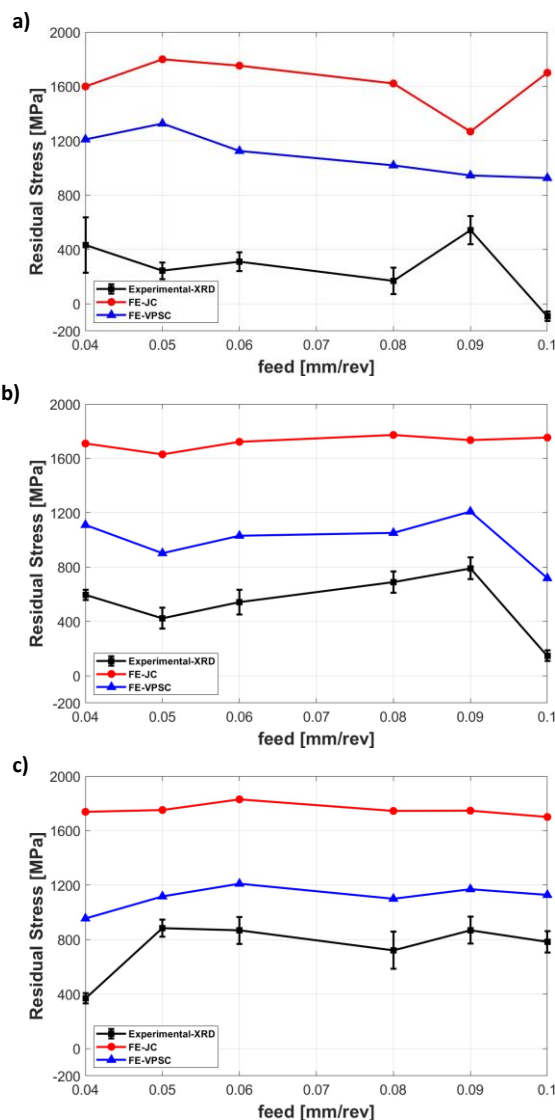 a)
2000
1600
1200
800
400
0
-200
Residual Stress [MPa]
Experimental-XRD
FE-JC
FE-VPSC
0.04 0.05 0.06 0.07 0.08 0.09 0.1
feed [mm/rev]
b)
2000
1600
1200
800
400
0
-200
Residual Stress [MPa]
Experimental-XRD
FE-JC
FE-VPSC
0.04 0.05 0.06 0.07 0.08 0.09 0.1
feed [mm/rev]
c)
2000
1600
1200
800
400
0
-200
Residual Stress [MPa]
Experimental-XRD
FE-JC
FE-VPSC
0.04 0.05 0.06 0.07 0.08 0.09 0.1
feed [mm/rev]